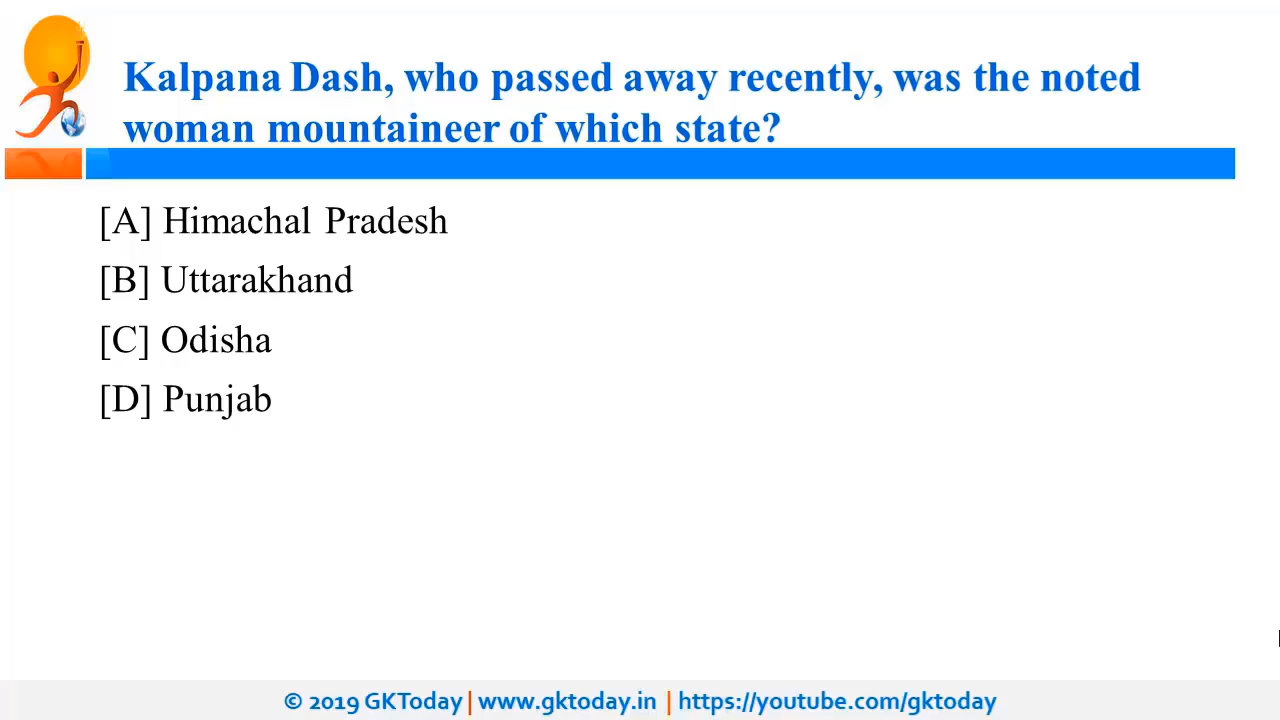 Kalpana Dash, who passed away recently, was the noted
woman mountaineer of which state?
[A] Himachal Pradesh
[B] Uttarakhand
[C] Odisha
[D] Punjab
© 2019 GKToday | www.gktoday.in | https://youtube.com/gktoday